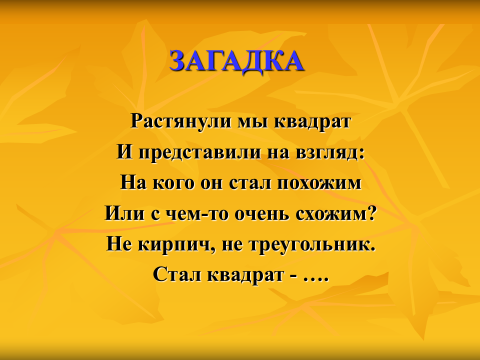 ЗАГАДКА
Растянули мы квадрат
И представили на взгляд:
На кого он стал похожим
Или с чем-то очень схожим?
Не кирпич, не треугольник.
Стал квадрат - ….